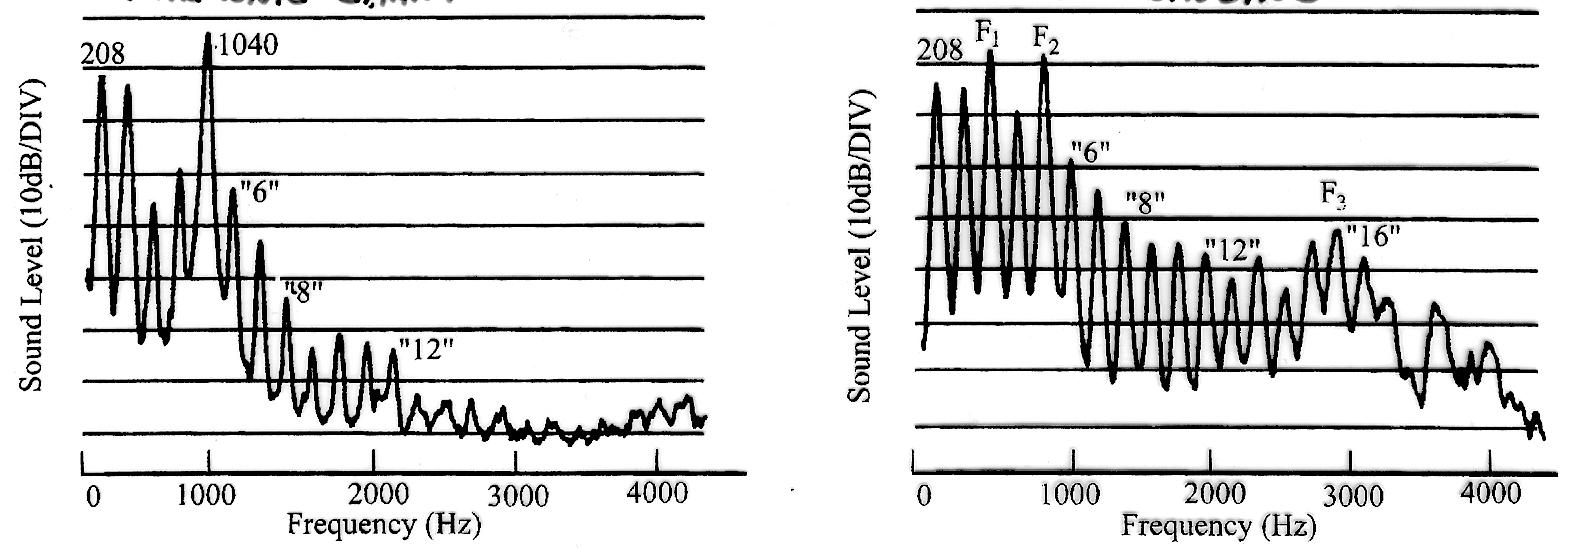 208
1040
"6"
"8"
"12"
Sound Level (10dB/DIV)
0 1000 2000 3000 4000
Frequency (Hz)
208 F₁ F₂
"6"
"8"
"12"
F₃
"16"
Sound Level (10dB/DIV)
0 1000 2000 3000 4000
Frequency (Hz)